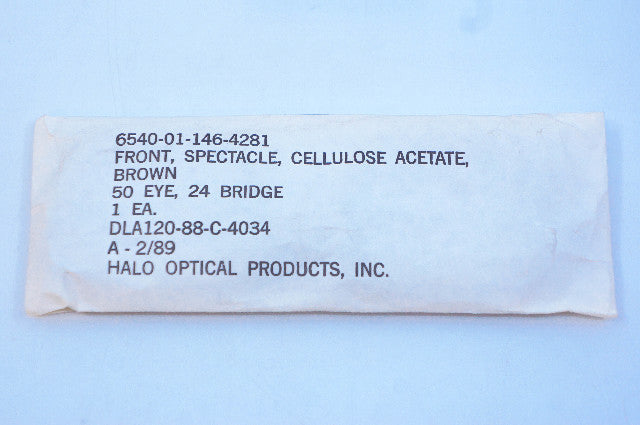 6540-01-146-4281
FRONT, SPECTACLE, CELLULOSE ACETATE,
BROWN
50 EYE, 24 BRIDGE
1 EA.
DLA120-88-C-4034
A - 2/89
HALO OPTICAL PRODUCTS, INC.